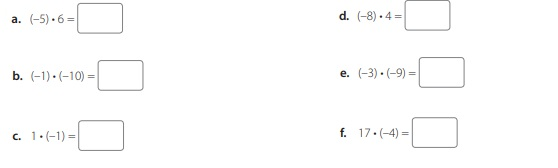 a. (–5) • 6 =
b. (–1) • (–10) =
c. 1 • (–1) =
d. (–8) • 4 =
e. (–3) • (–9) =
f. 17 • (–4) =